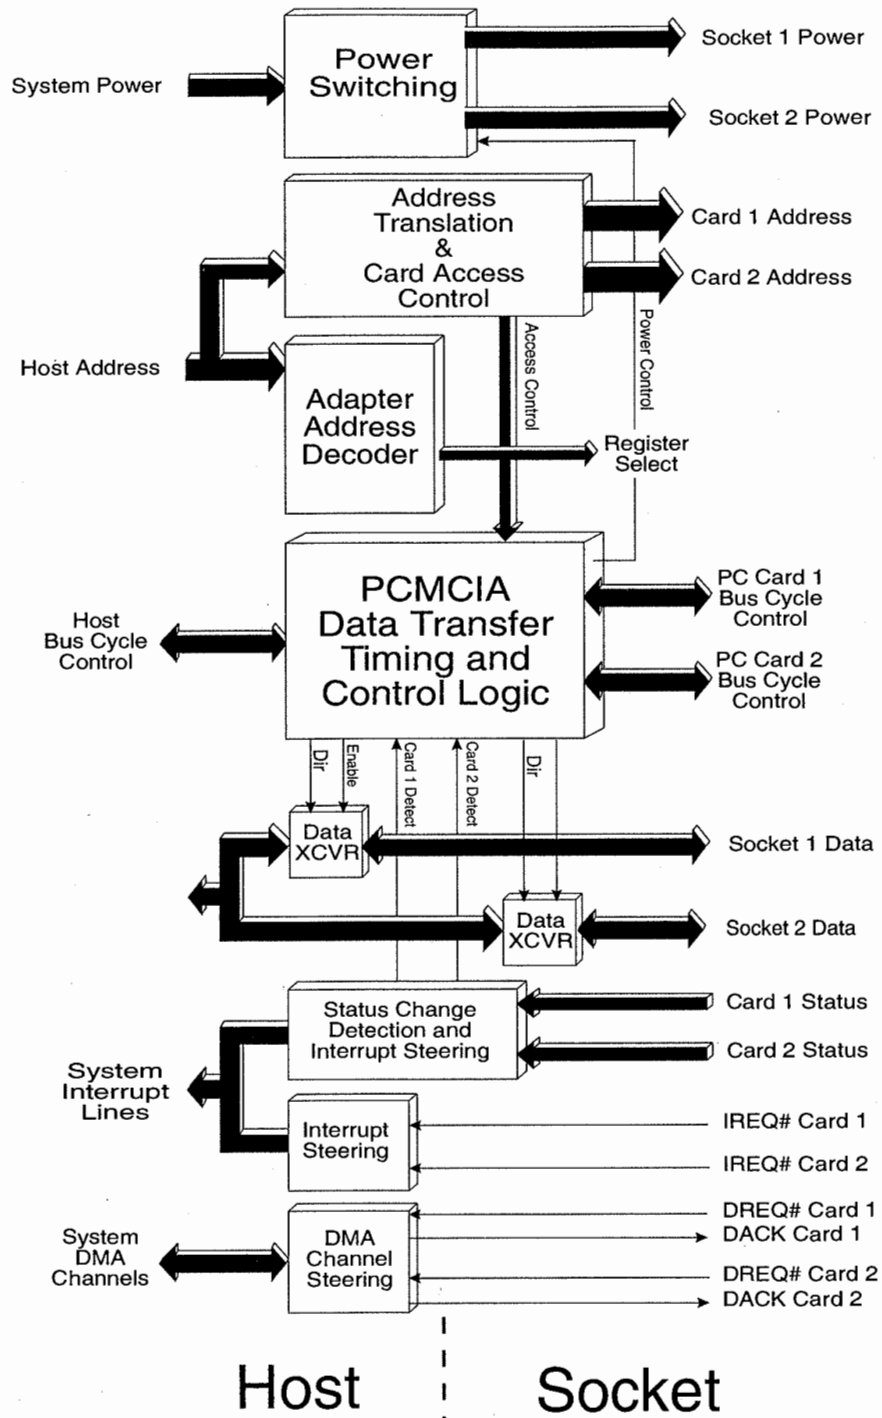 Power
Switching
System Power
Socket 1 Power
Socket 2 Power
Address
Translation
&
Card Access
Control
Card 1 Address
Card 2 Address
Host Address
Access Control
Power Control
Adapter
Address
Decoder
Register
Select
PCMCIA
Data Transfer
Timing and
Control Logic
Host
Bus Cycle
Control
PC Card 1
Bus Cycle
Control
PC Card 2
Bus Cycle
Control
Dir
Enable
Card 1 Detect
Card 2 Detect
Dir
Data
XCVR
Socket 1 Data
Data
XCVR
Socket 2 Data
Status Change
Detection and
Interrupt Steering
Card 1 Status
Card 2 Status
System
Interrupt
Lines
Interrupt
Steering
IREQ# Card 1
IREQ# Card 2
System
DMA
Channels
DMA
Channel
Steering
DREQ# Card 1
DACK Card 1
DREQ# Card 2
DACK Card 2
Host
Socket